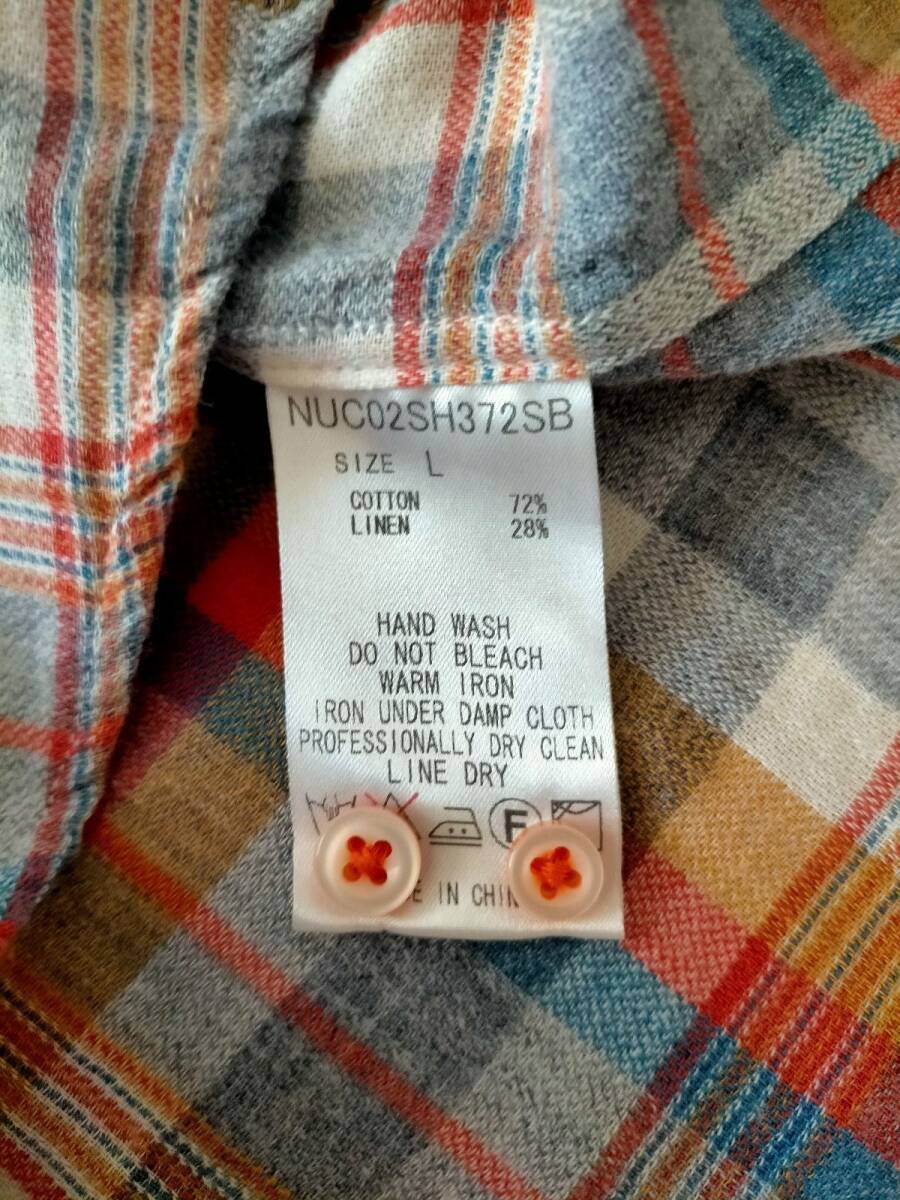 NUC02SH372SB
SIZE L
COTTON 72%
LINEN 28%
HAND WASH
DO NOT BLEACH
WARM IRON
IRON UNDER DAMP CLOTH
PROFESSIONALLY DRY CLEAN
LINE DRY
F
IN